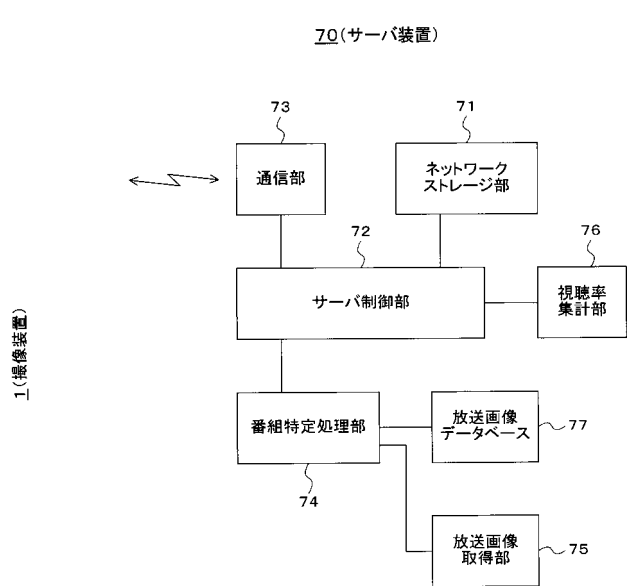 70(サーバ装置)
73
71
通信部
ネットワーク
ストレージ部
72
76
サーバ制御部
視聴率
集計部
1(撮像装置)
番組特定処理部
放送画像
データベース
77
74
放送画像
取得部
75